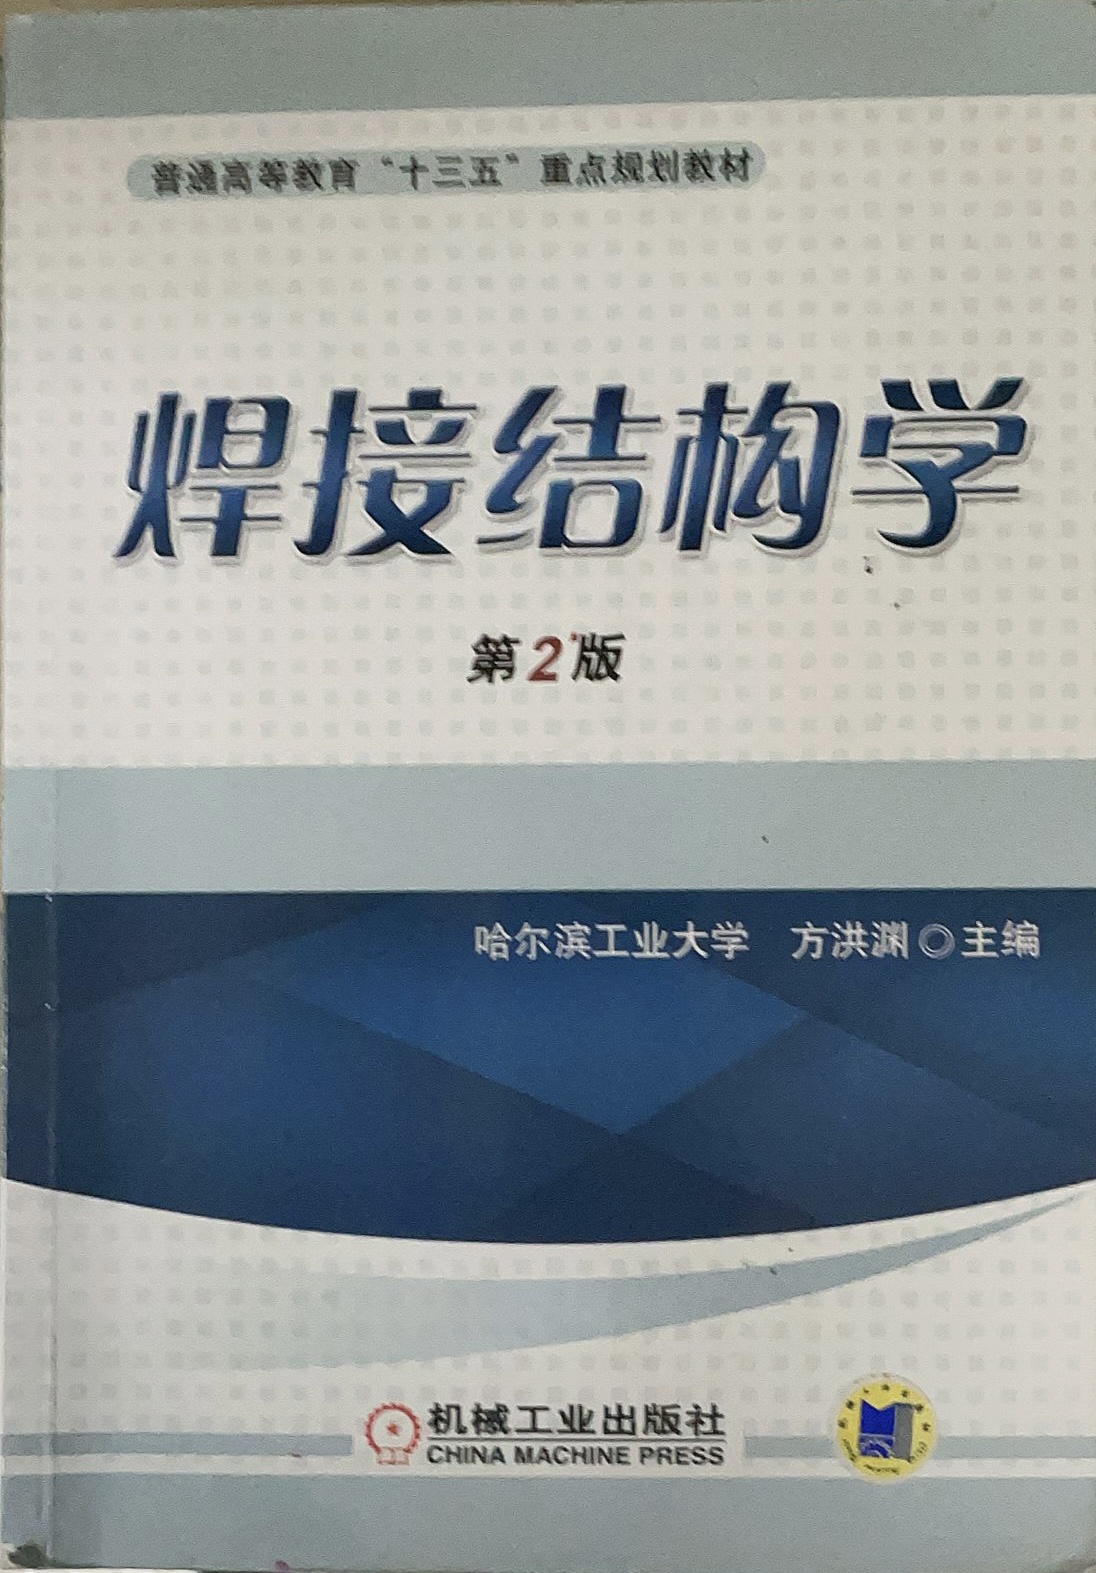 普通高等教育“十三五”重点规划教材
焊接结构学
第2版
哈尔滨工业大学 方洪渊◎主编
机械工业出版社
CHINA MACHINE PRESS